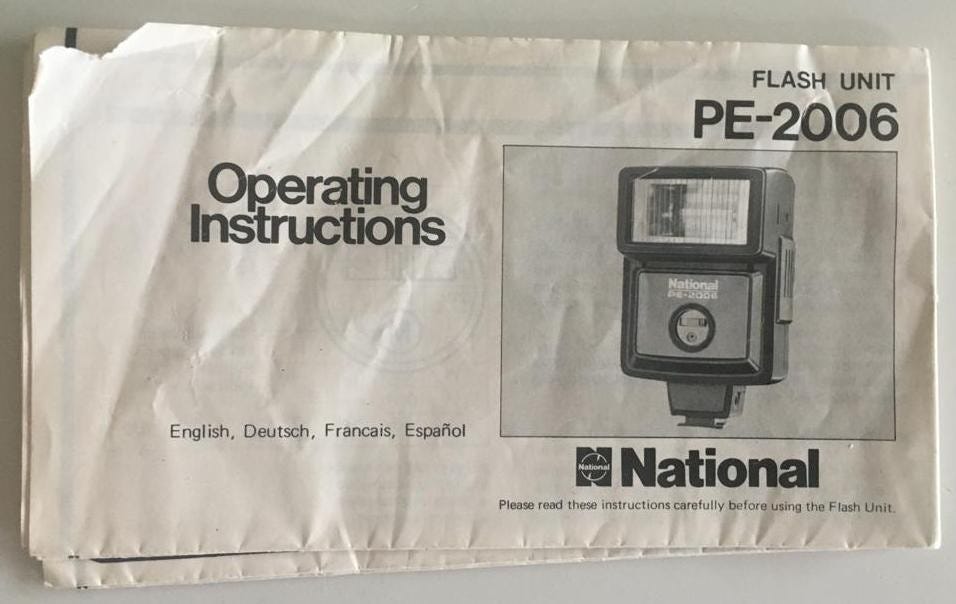 FLASH UNIT
PE-2006
Operating
Instructions
National
PE-2006
English, Deutsch, Francais, Español
National
National
Please read these instructions carefully before using the Flash Unit.